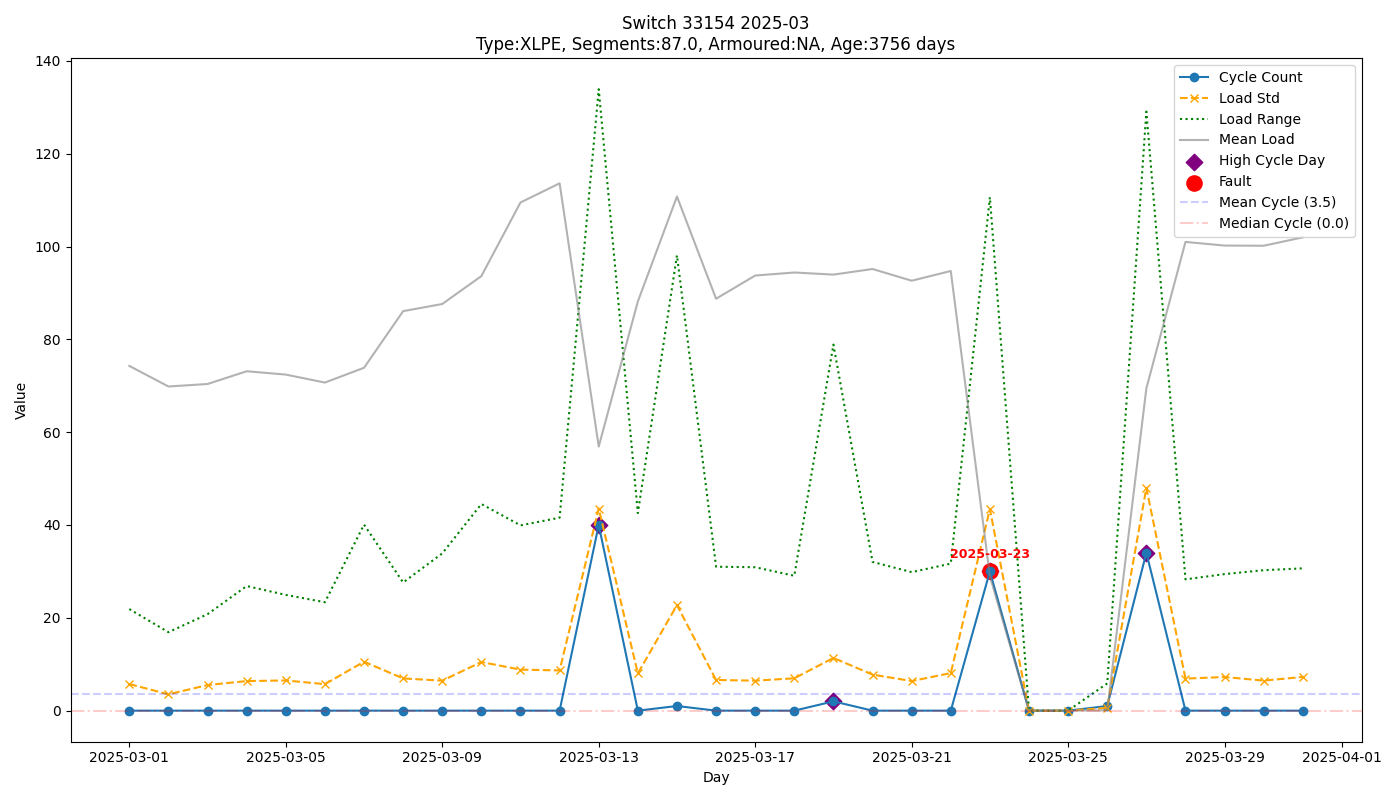 Switch 33154 2025-03
Type:XLPE, Segments:87.0, Armoured:NA, Age:3756 days
140
120
100
80
60
40
20
0
Value
Cycle Count
Load Std
Load Range
Mean Load
High Cycle Day
Fault
Mean Cycle (3.5)
Median Cycle (0.0)
2025-03-23
2025-03-01
2025-03-05
2025-03-09
2025-03-13
2025-03-17
2025-03-21
2025-03-25
2025-03-29
2025-04-01
Day